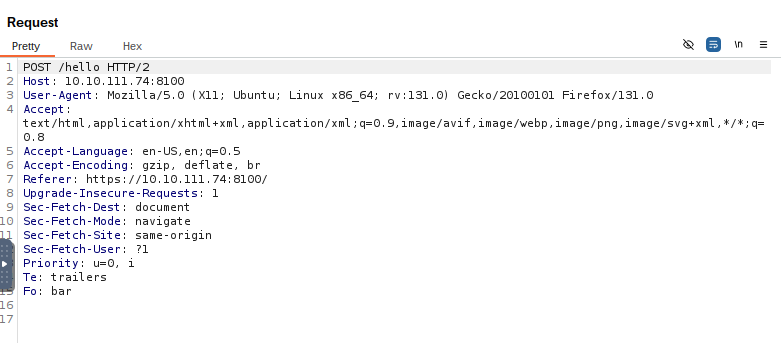 Request
Pretty Raw Hex
\n
1 POST /hello HTTP/2
2 Host: 10.10.111.74:8100
3 User-Agent: Mozilla/5.0 (X11; Ubuntu; Linux x86_64; rv:131.0) Gecko/20100101 Firefox/131.0
4 Accept:
text/html,application/xhtml+xml,application/xml;q=0.9,image/avif,image/webp,image/png,image/svg+xml,*/*;q=
0.8
5 Accept-Language: en-US,en;q=0.5
6 Accept-Encoding: gzip, deflate, br
7 Referer: https://10.10.111.74:8100/
8 Upgrade-Insecure-Requests: 1
9 Sec-Fetch-Dest: document
10 Sec-Fetch-Mode: navigate
11 Sec-Fetch-Site: same-origin
Sec-Fetch-User: ?1
Priority: u=0, i
Te: trailers
15 Fo: bar
16
17